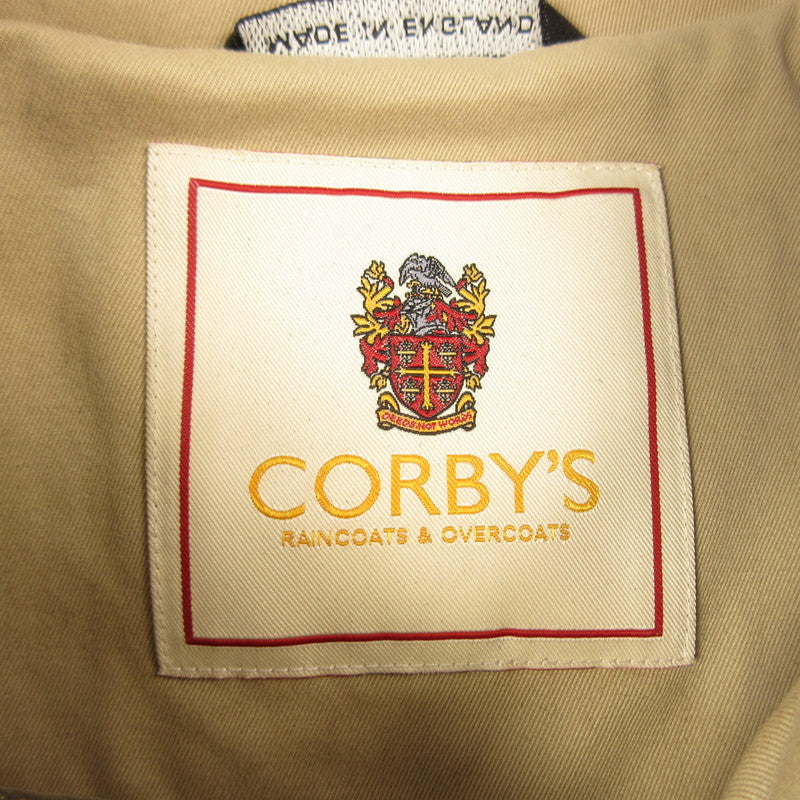 MADE IN ENGLAND
DEEDS NOT WORDS
CORBY'S
RAINCOATS & OVERCOATS